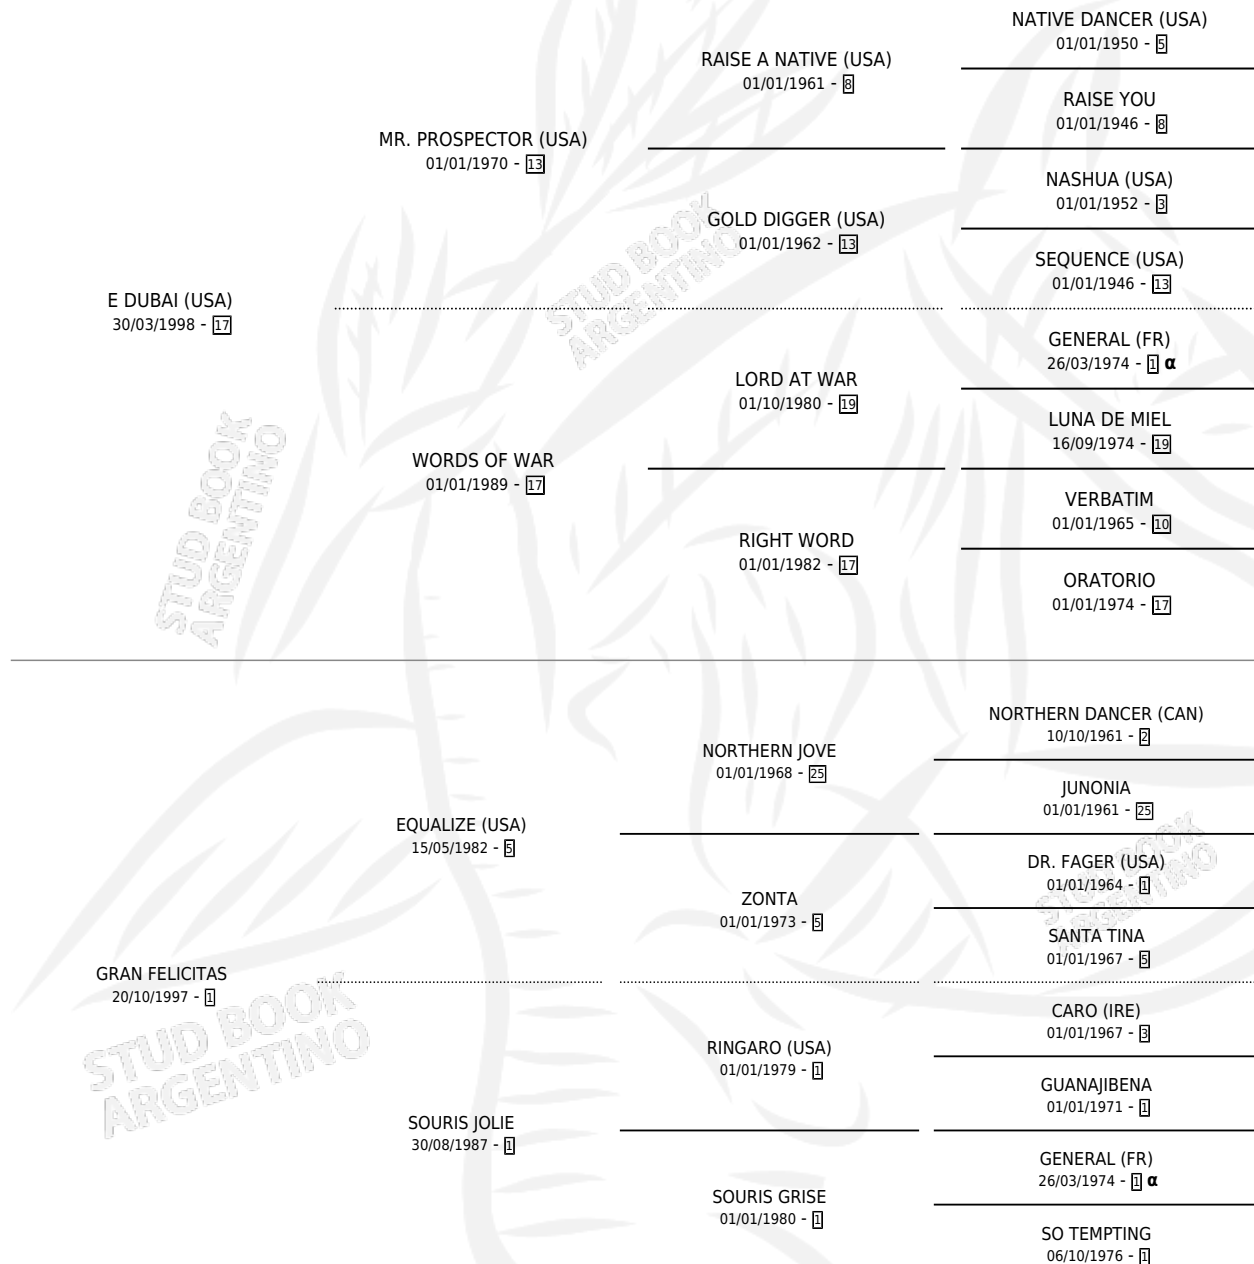 NATIVE DANCER (USA)
01/01/1950 - 5
RAISE A NATIVE (USA)
01/01/1961 - 8
RAISE YOU
01/01/1946 - 8
MR. PROSPECTOR (USA)
01/01/1970 - 13
NASHUA (USA)
01/01/1952 - 3
GOLD DIGGER (USA)
01/01/1962 - 13
SEQUENCE (USA)
01/01/1946 - 13
E DUBAI (USA)
30/03/1998 - 17
GENERAL (FR)
26/03/1974 - 1 α
LORD AT WAR
01/10/1980 - 19
LUNA DE MIEL
16/09/1974 - 19
WORDS OF WAR
01/01/1989 - 17
VERBATIM
01/01/1965 - 10
RIGHT WORD
01/01/1982 - 17
ORATORIO
01/01/1974 - 17
NORTHERN DANCER (CAN)
10/10/1961 - 2
NORTHERN JOVE
01/01/1968 - 25
JUNONIA
01/01/1961 - 25
EQUALIZE (USA)
15/05/1982 - 5
DR. FAGER (USA)
01/01/1964 - 1
ZONTA
01/01/1973 - 5
SANTA TINA
01/01/1967 - 5
GRAN FELICITAS
20/10/1997 - 1
CARO (IRE)
01/01/1967 - 3
RINGARO (USA)
01/01/1979 - 1
GUANAJIBENA
01/01/1971 - 1
SOURIS JOLIE
30/08/1987 - 1
GENERAL (FR)
26/03/1974 - 1 α
SOURIS GRISE
01/01/1980 - 1
SO TEMPTING
06/10/1976 - 1
STUD BOOK
ARGENTINO
STUD BOOK
ARGENTINO
STUD BOOK
ARGENTINO
STUD BOOK
ARGENTINO